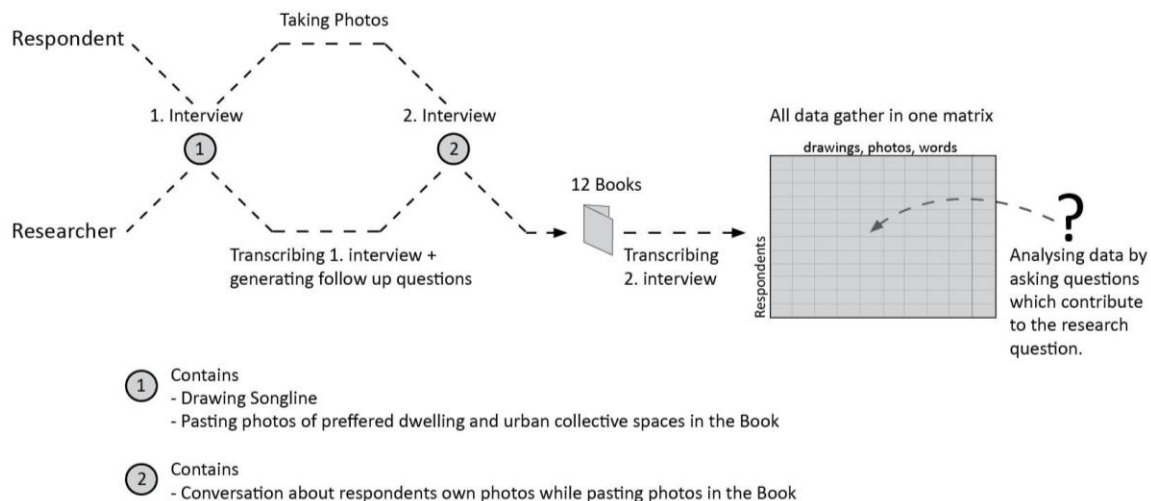 Taking Photos
Respondent
1. Interview
2. Interview
1
2
Researcher
Transcribing 1. interview +
generating follow up questions
12 Books
Transcribing
2. interview
All data gather in one matrix
drawings, photos, words
Respondents
?
Analysing data by
asking questions
which contribute
to the research
question.
1
Contains
- Drawing Songline
- Pasting photos of preffered dwelling and urban collective spaces in the Book
2
Contains
- Conversation about respondents own photos while pasting photos in the Book